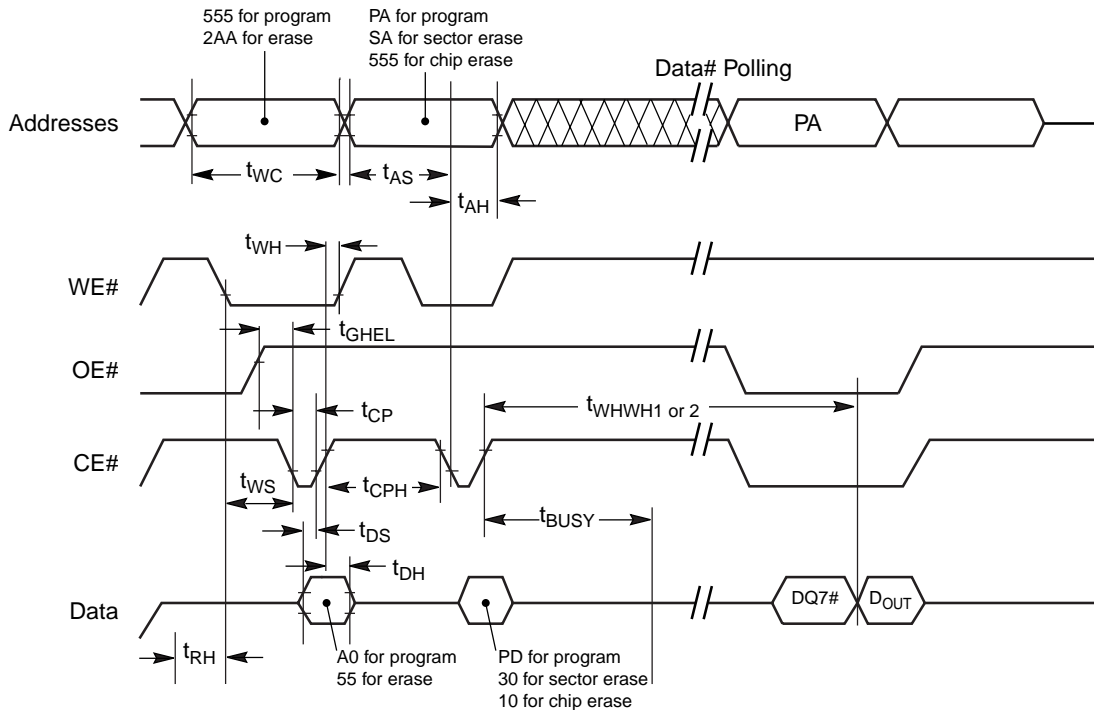 555 for program
2AA for erase
PA for program
SA for sector erase
555 for chip erase
Data# Polling
Addresses
PA
tWC
tAS
tAH
tWH
WE#
tGHEL
OE#
tCP
tWHWH1 or 2
CE#
tWS
tCPH
tBUSY
tDS
tDH
Data
DQ7#
DOUT
tRH
A0 for program
55 for erase
PD for program
30 for sector erase
10 for chip erase